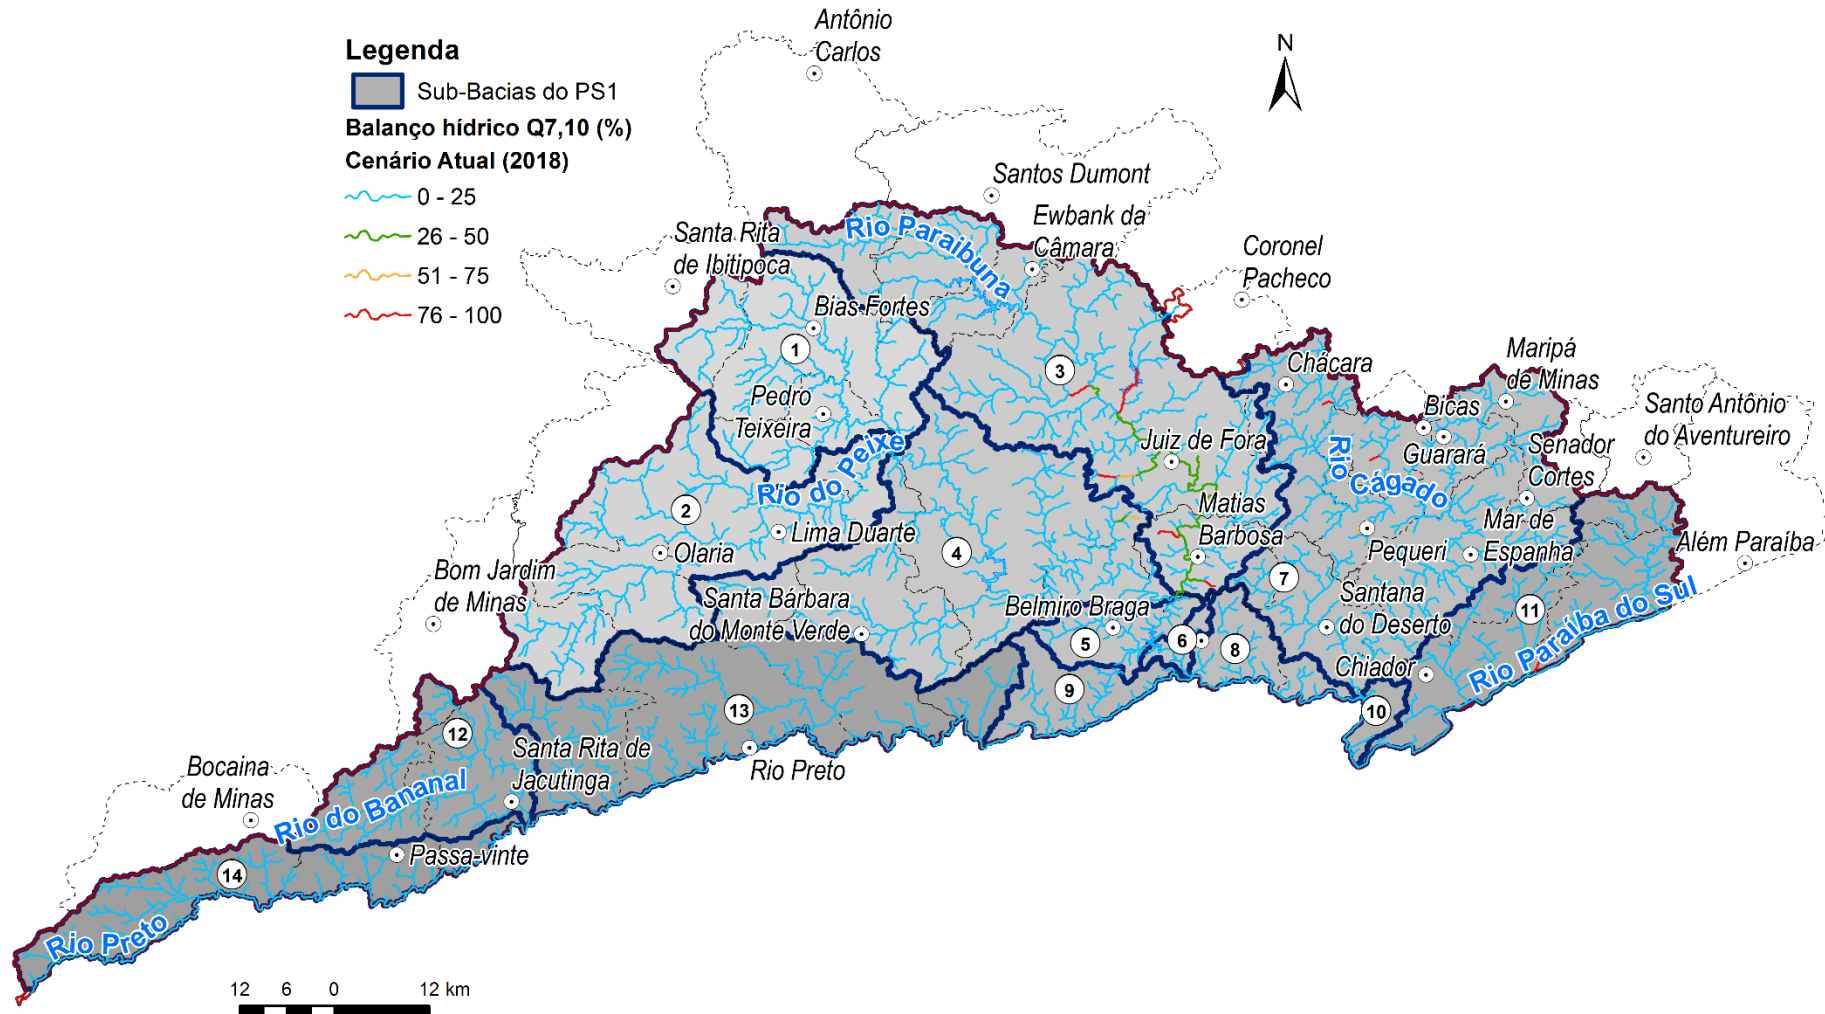 Legenda
Sub-Bacias do PS1
Balanço hídrico Q7,10 (%)
Cenário Atual (2018)
0 - 25
26 - 50
51 - 75
76 - 100
N
Antônio
Carlos
Santos Dumont
Ewbank da
Câmara
Rio Paraibuna
Santa Rita
de Ibitipoca
Coronel
Pacheco
Bias Fortes
1
3
Chácara
Maripá
de Minas
Pedro
Teixeira
Bicas
Guarará
Santo Antônio
do Aventureiro
Senador
Cortes
Juiz de Fora
Rio do Peixe
Rio Cágado
2
Lima Duarte
Olaria
4
Matias
Barbosa
Pequeri
Mar de
Espanha
Além Paraíba
Bom Jardim
de Minas
7
Santa Bárbara
do Monte Verde
Belmiro Braga
5
6
8
Santana
do Deserto
11
Rio Paraíba do Sul
Chiador
9
10
13
12
Santa Rita de
Jacutinga
Rio Preto
Bocaina
de Minas
Rio do Bananal
Passa-vinte
14
Rio Preto
12 6 0 12 km